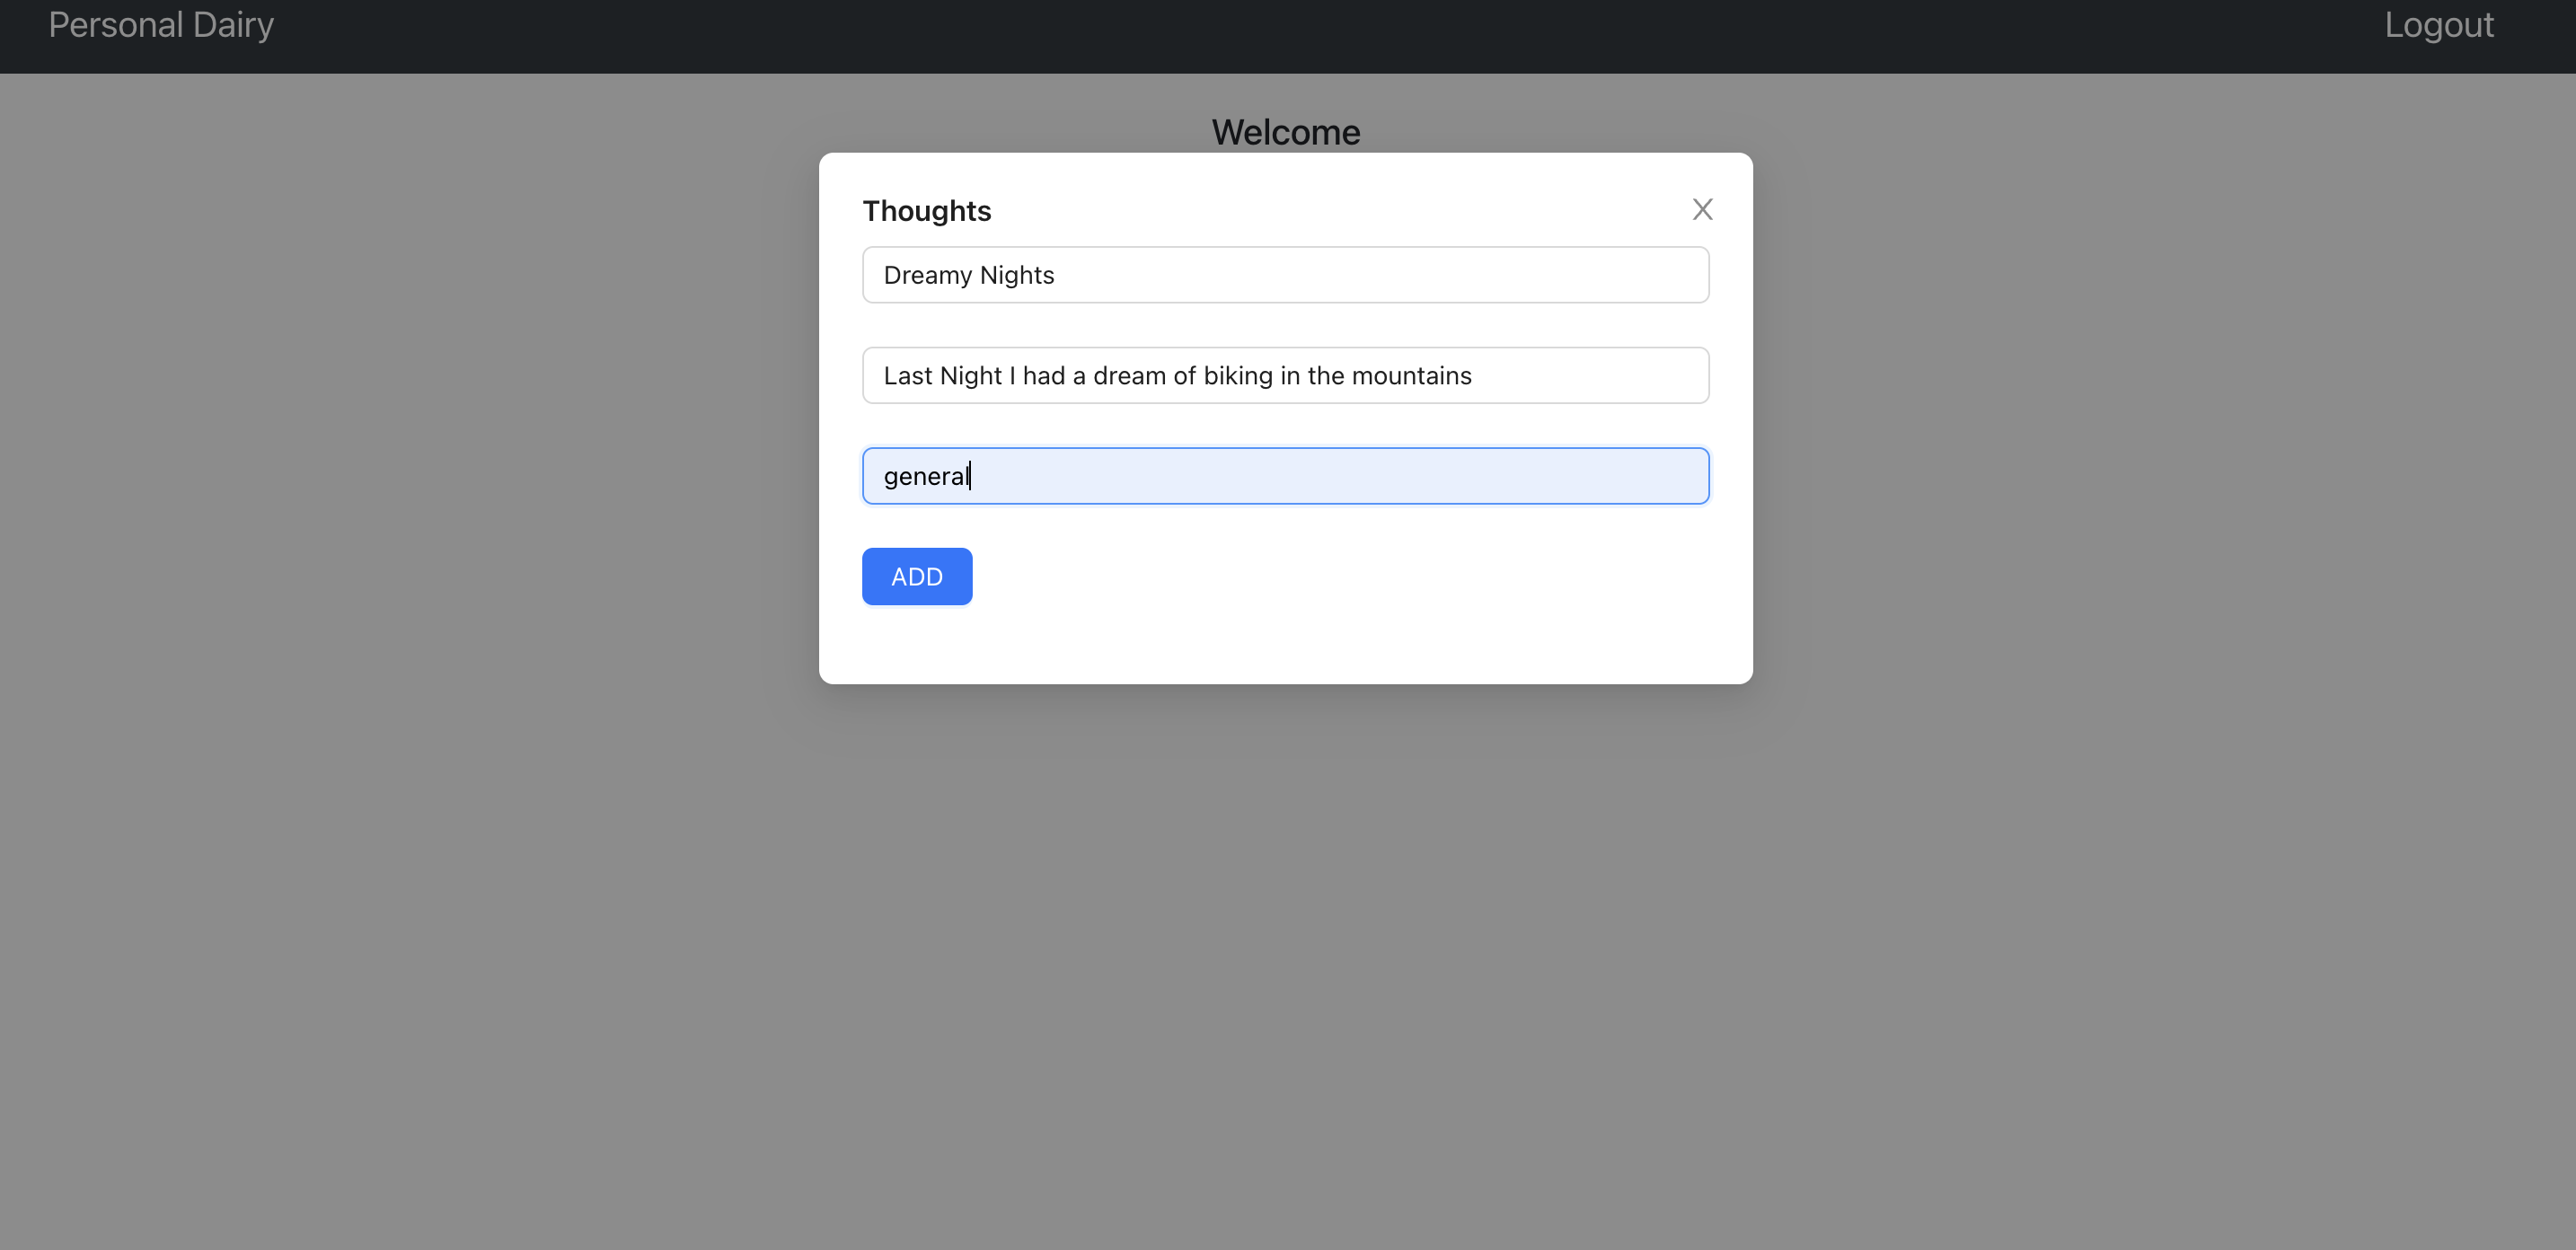 Personal Dairy
Logout
Welcome
Thoughts
X
Dreamy Nights
Last Night I had a dream of biking in the mountains
general
ADD